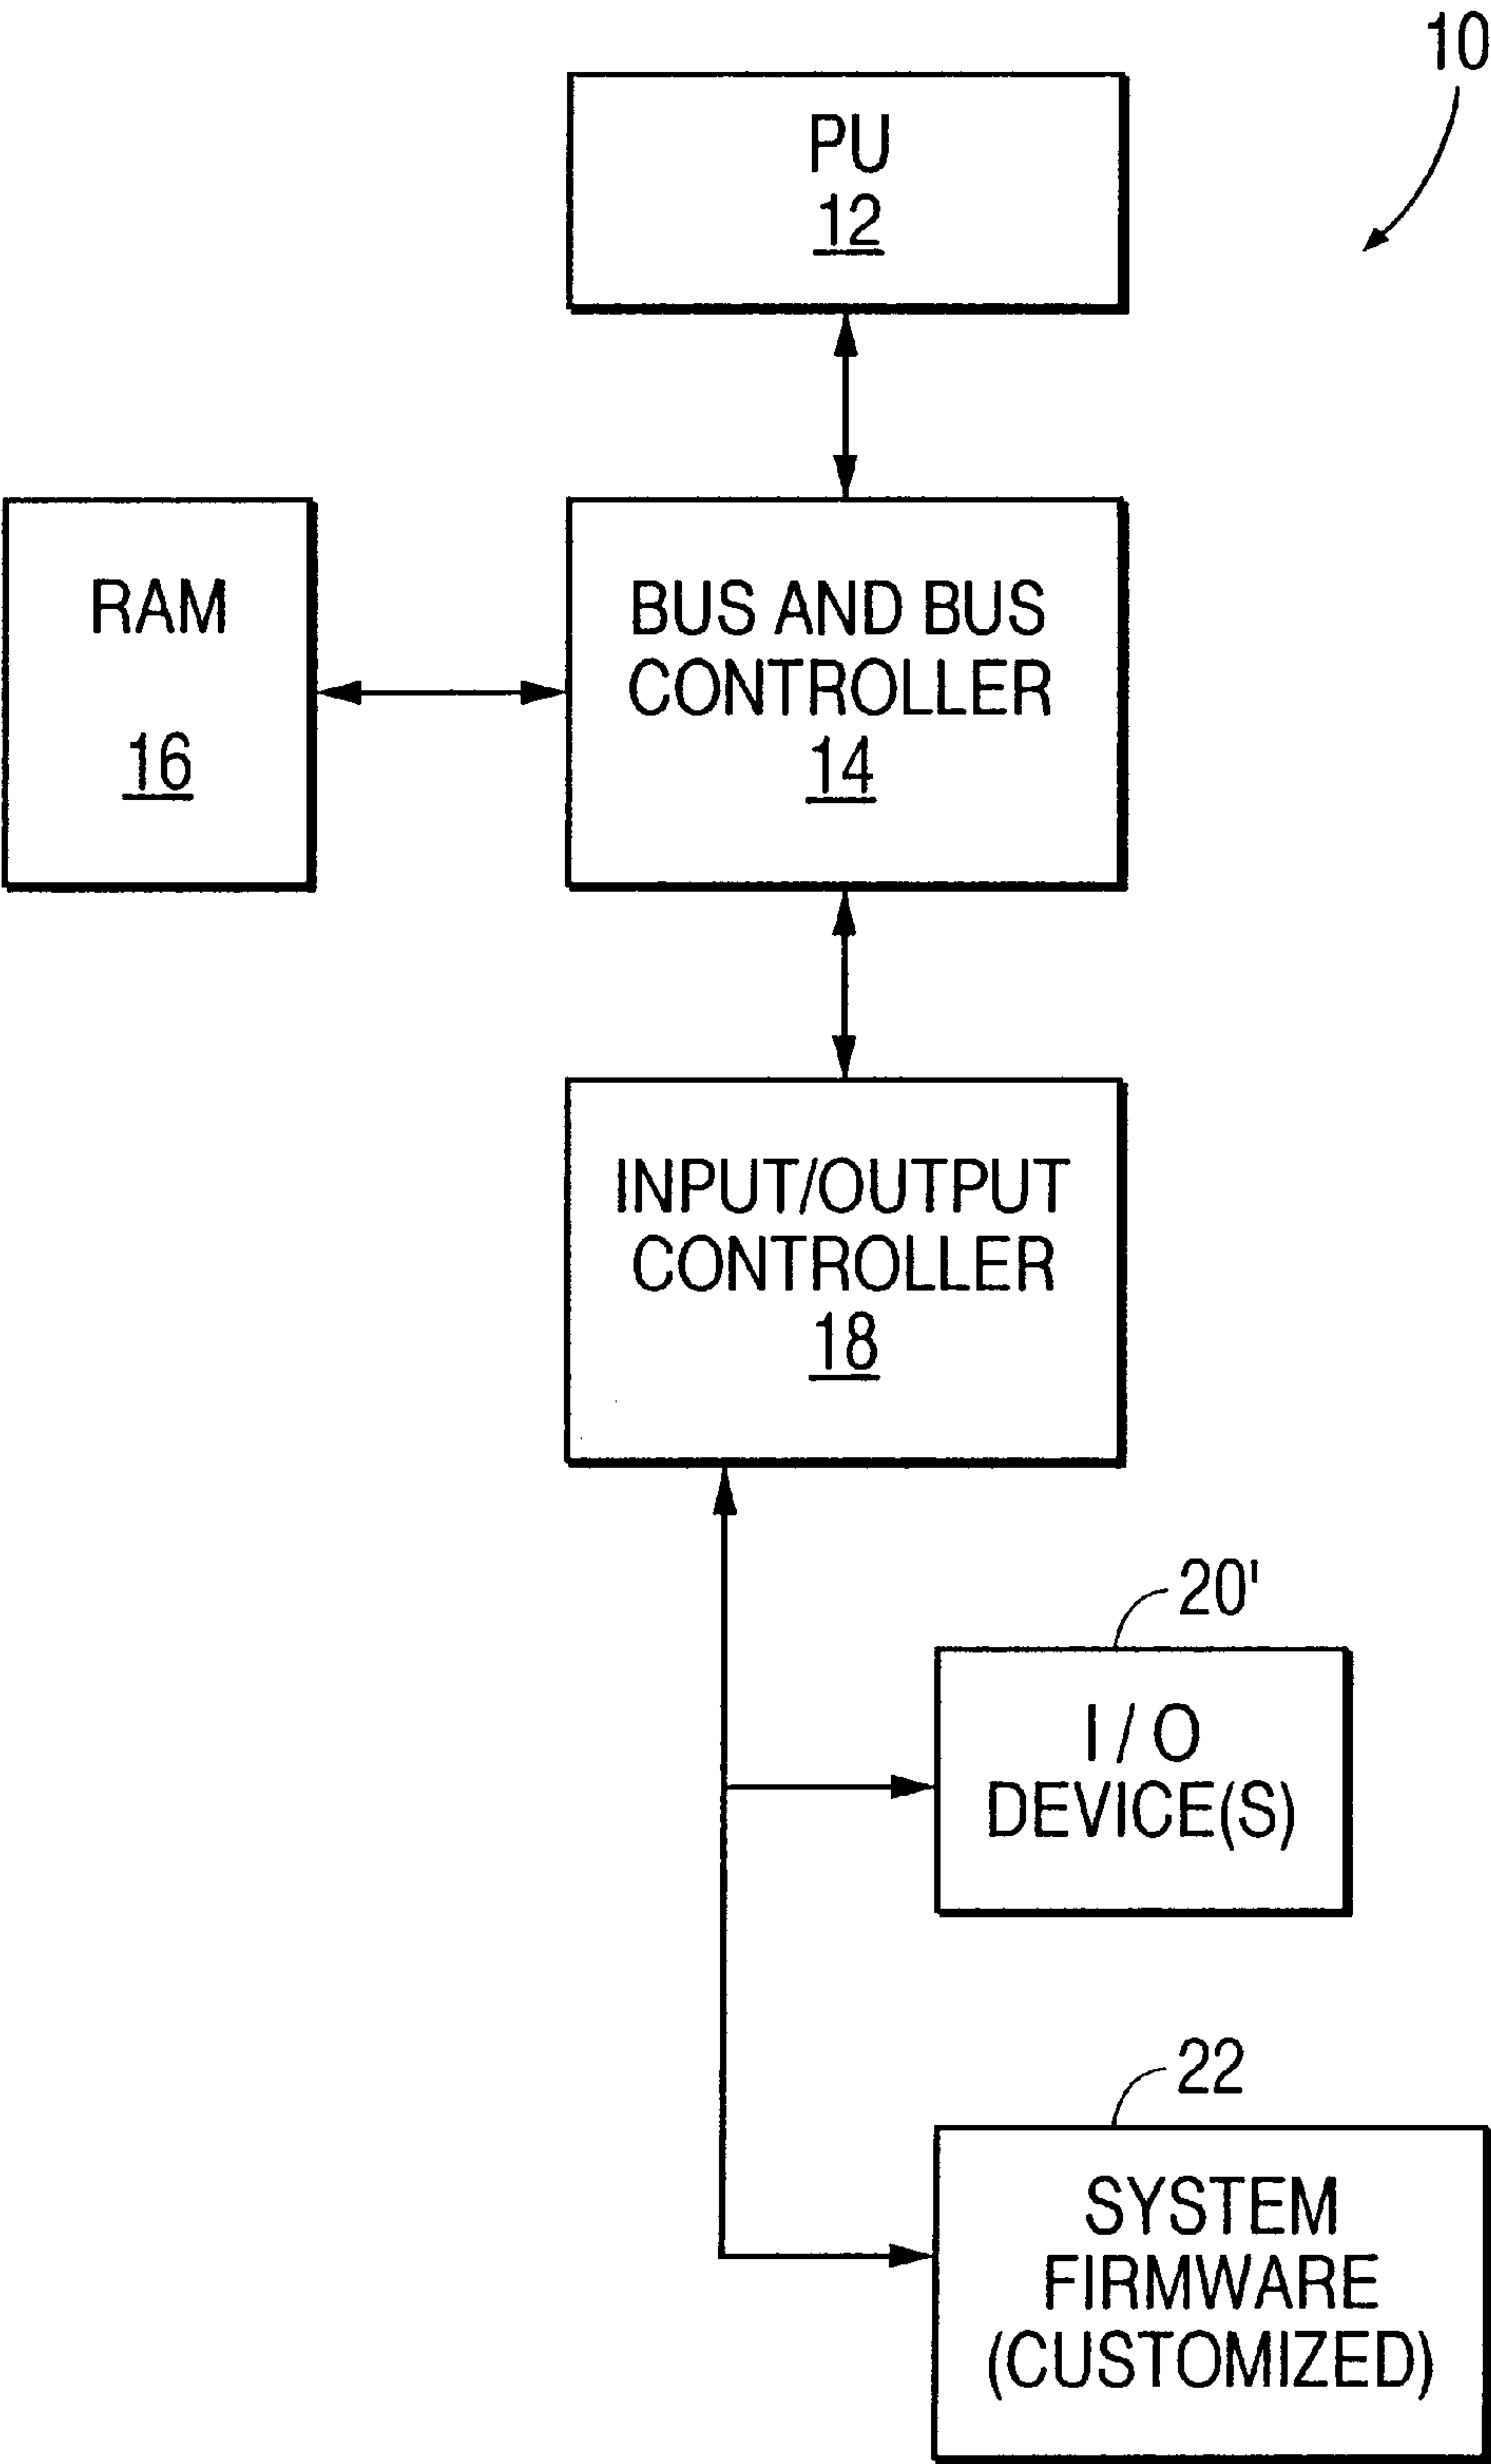 10
PU
12
RAM
16
BUS AND BUS
CONTROLLER
14
INPUT/OUTPUT
CONTROLLER
18
20'
I / O
DEVICE(S)
22
SYSTEM
FIRMWARE
(CUSTOMIZED)